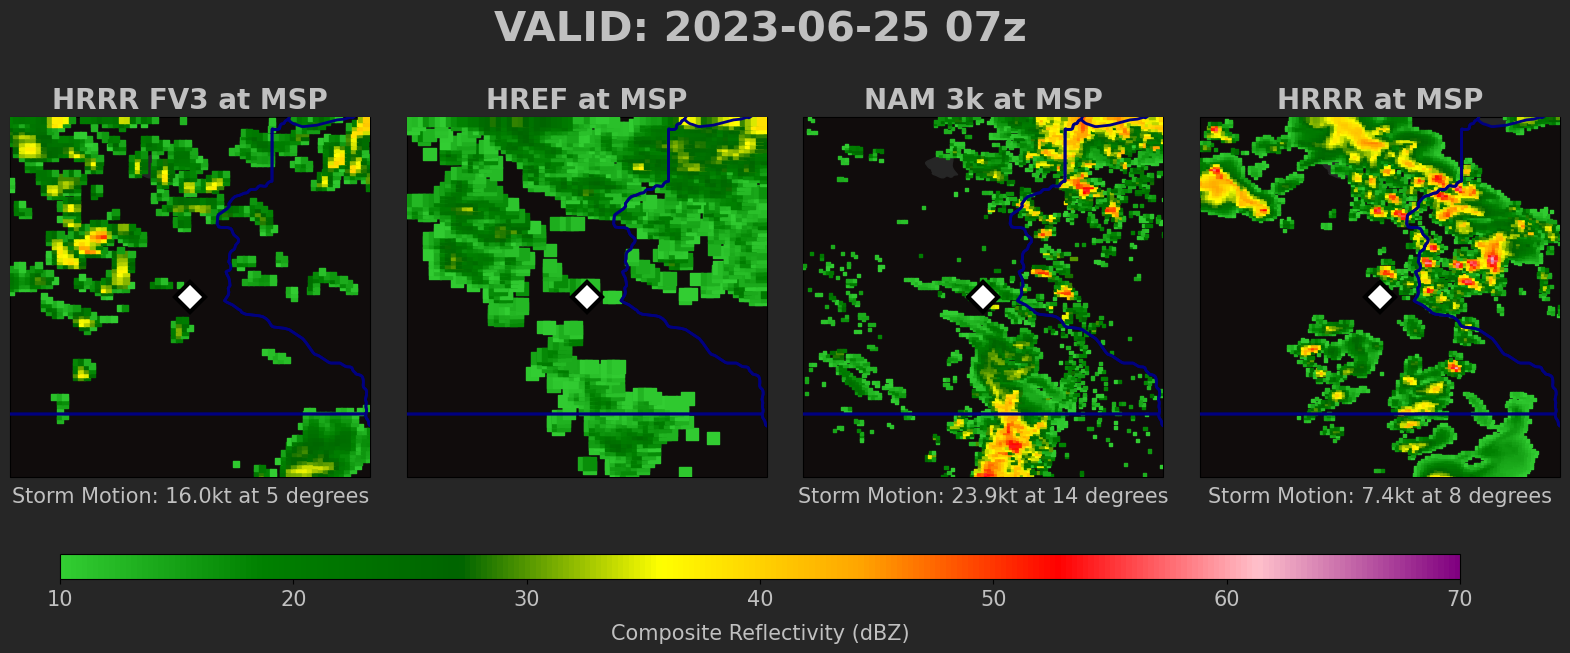 VALID: 2023-06-25 07z
HRRR FV3 at MSP
HREF at MSP
NAM 3k at MSP
HRRR at MSP
Storm Motion: 16.0kt at 5 degrees
Storm Motion: 23.9kt at 14 degrees
Storm Motion: 7.4kt at 8 degrees
10 20 30 40 50 60 70
Composite Reflectivity (dBZ)